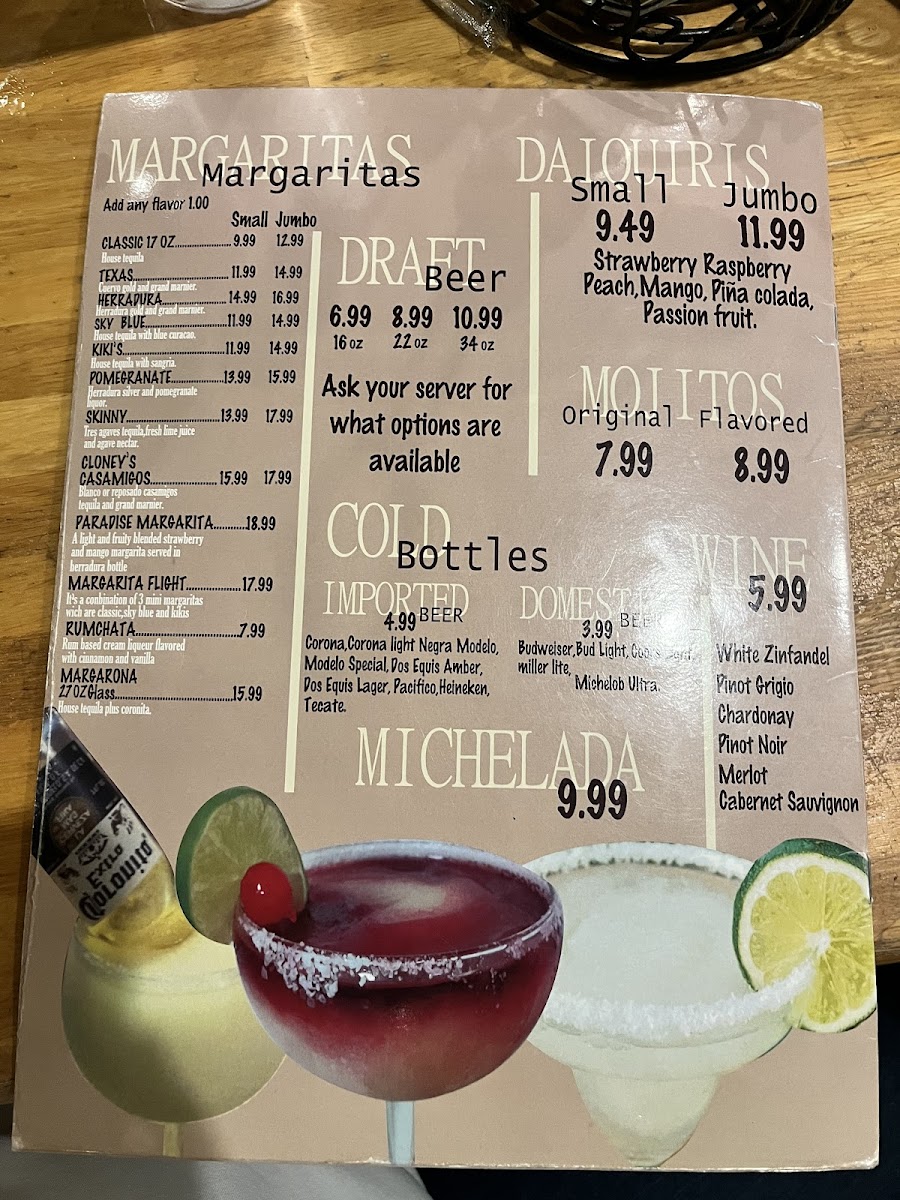 MARGARITAS
Margaritas
Add any flavor 1.00
Small Jumbo
CLASSIC 17 OZ.....................9.99 12.99
House tequila
TEXAS...................................11.99 14.99
Cuervo gold and grand marnier.
HERRADURA........................14.99 16.99
Herradura gold and grand marnier.
SKY BLUE..............................11.99 14.99
House tequila with blue curacao.
KIKI'S.....................................11.99 14.99
House tequila with sangria.
POMEGRANATE....................13.99 15.99
Herradura silver and pomegranate
liquor.
SKINNY...................................13.99 17.99
Tres agaves tequila,fresh lime juice
and agave nectar.
CLONEY'S
CASAMIGOS........................15.99 17.99
Blanco or reposado casamigos
tequila and grand marnier.
PARADISE MARGARITA...........18.99
A light and fruity blended strawberry
and mango margarita served in
herradura bottle
MARGARITA FLIGHT....................17.99
It's a conbination of 3 mini margaritas
wich are classic,sky blue and kikis
RUMCHATA...............................7.99
Rum based cream liqueur flavored
with cinnamon and vanilla
MARGARONA
27 OZ Glass.....................................15.99
House tequila plus coronita.
DRAFT
Beer
6.99 8.99 10.99
16 oz 22 oz 34 oz
Ask your server for
what options are
available
DAIQUIRIS
Small Jumbo
9.49 11.99
Strawberry Raspberry
Peach,Mango, Piña colada,
Passion fruit.
MOJITOS
Original Flavored
7.99 8.99
COLD
Bottles
IMPORTED
4.99 BEER
Corona,Corona light Negra Modelo,
Modelo Special, Dos Equis Amber,
Dos Equis Lager, Pacifico,Heineken,
Tecate.
3.99
Budweiser,Bud Light,
miller lite,
Michelob Ultra.
WINE
5.99
White Zinfandel
Pinot Grigio
Chardonay
Pinot Noir
Merlot
Cabernet Sauvignon
MICHELADA
9.99
Coronita
EXTRA